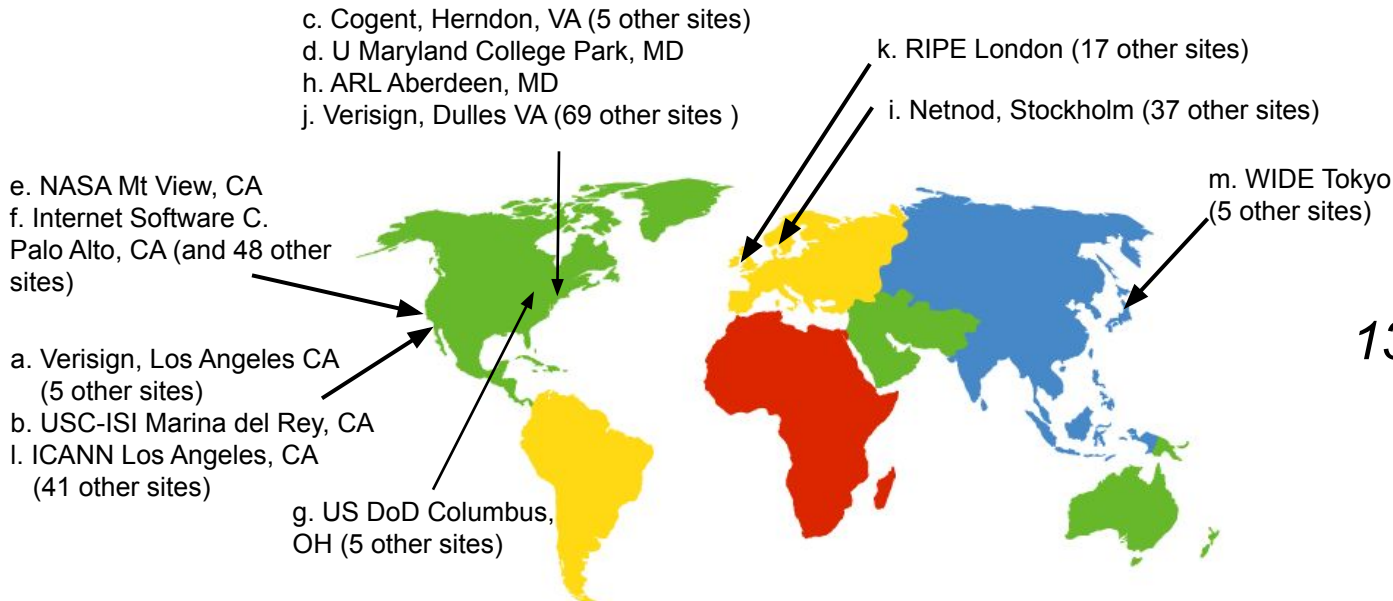 c. Cogent, Herndon, VA (5 other sites)
d. U Maryland College Park, MD
h. ARL Aberdeen, MD
j. Verisign, Dulles VA (69 other sites )
k. RIPE London (17 other sites)
i. Netnod, Stockholm (37 other sites)
m. WIDE Tokyo
(5 other sites)
e. NASA Mt View, CA
f. Internet Software C.
Palo Alto, CA (and 48 other
sites)
a. Verisign, Los Angeles CA
(5 other sites)
b. USC-ISI Marina del Rey, CA
l. ICANN Los Angeles, CA
(41 other sites)
g. US DoD Columbus,
OH (5 other sites)
13